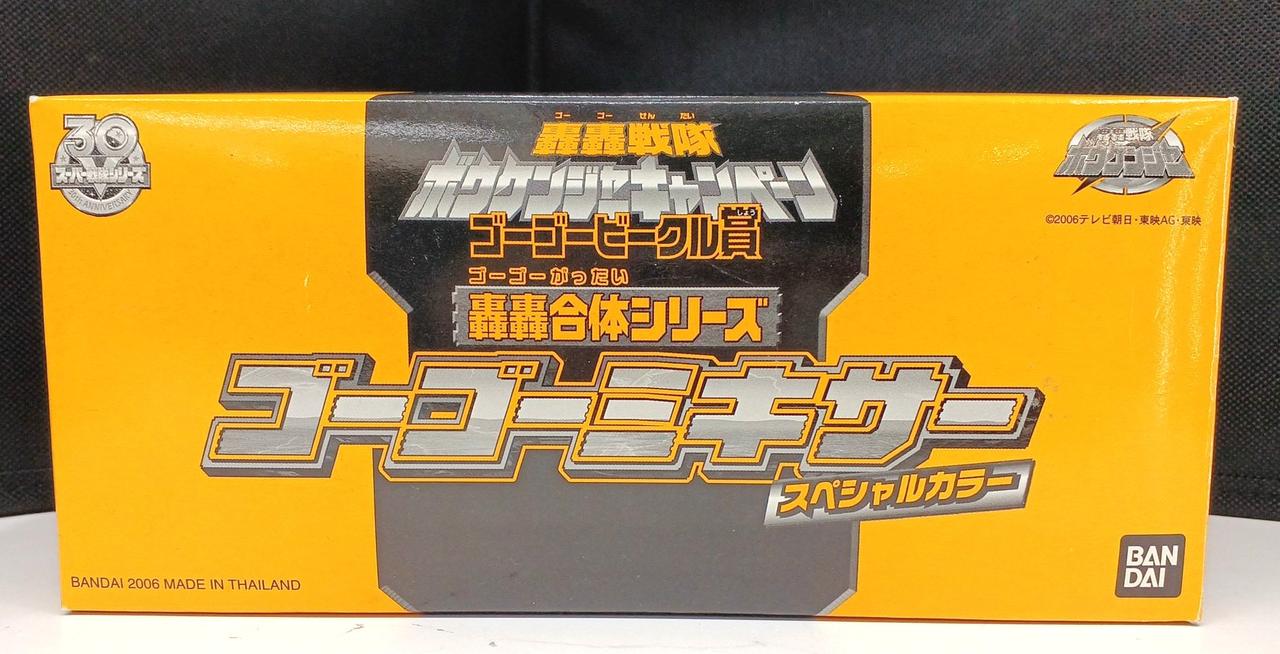 30
スーパー戦隊シリーズ
30th ANNIVERSARY
ゴー ゴー せん たい
轟轟戦隊
ボウケンジャーキャンペーン
しょう
ゴーゴービークル賞
ゴーゴーがったい
轟轟合体シリーズ
ゴーゴーミキサー
スペシャルカラー
轟轟戦隊
ボウケンジャー
©2006テレビ朝日・東映AG・東映
BANDAI 2006 MADE IN THAILAND
BAN
DAI